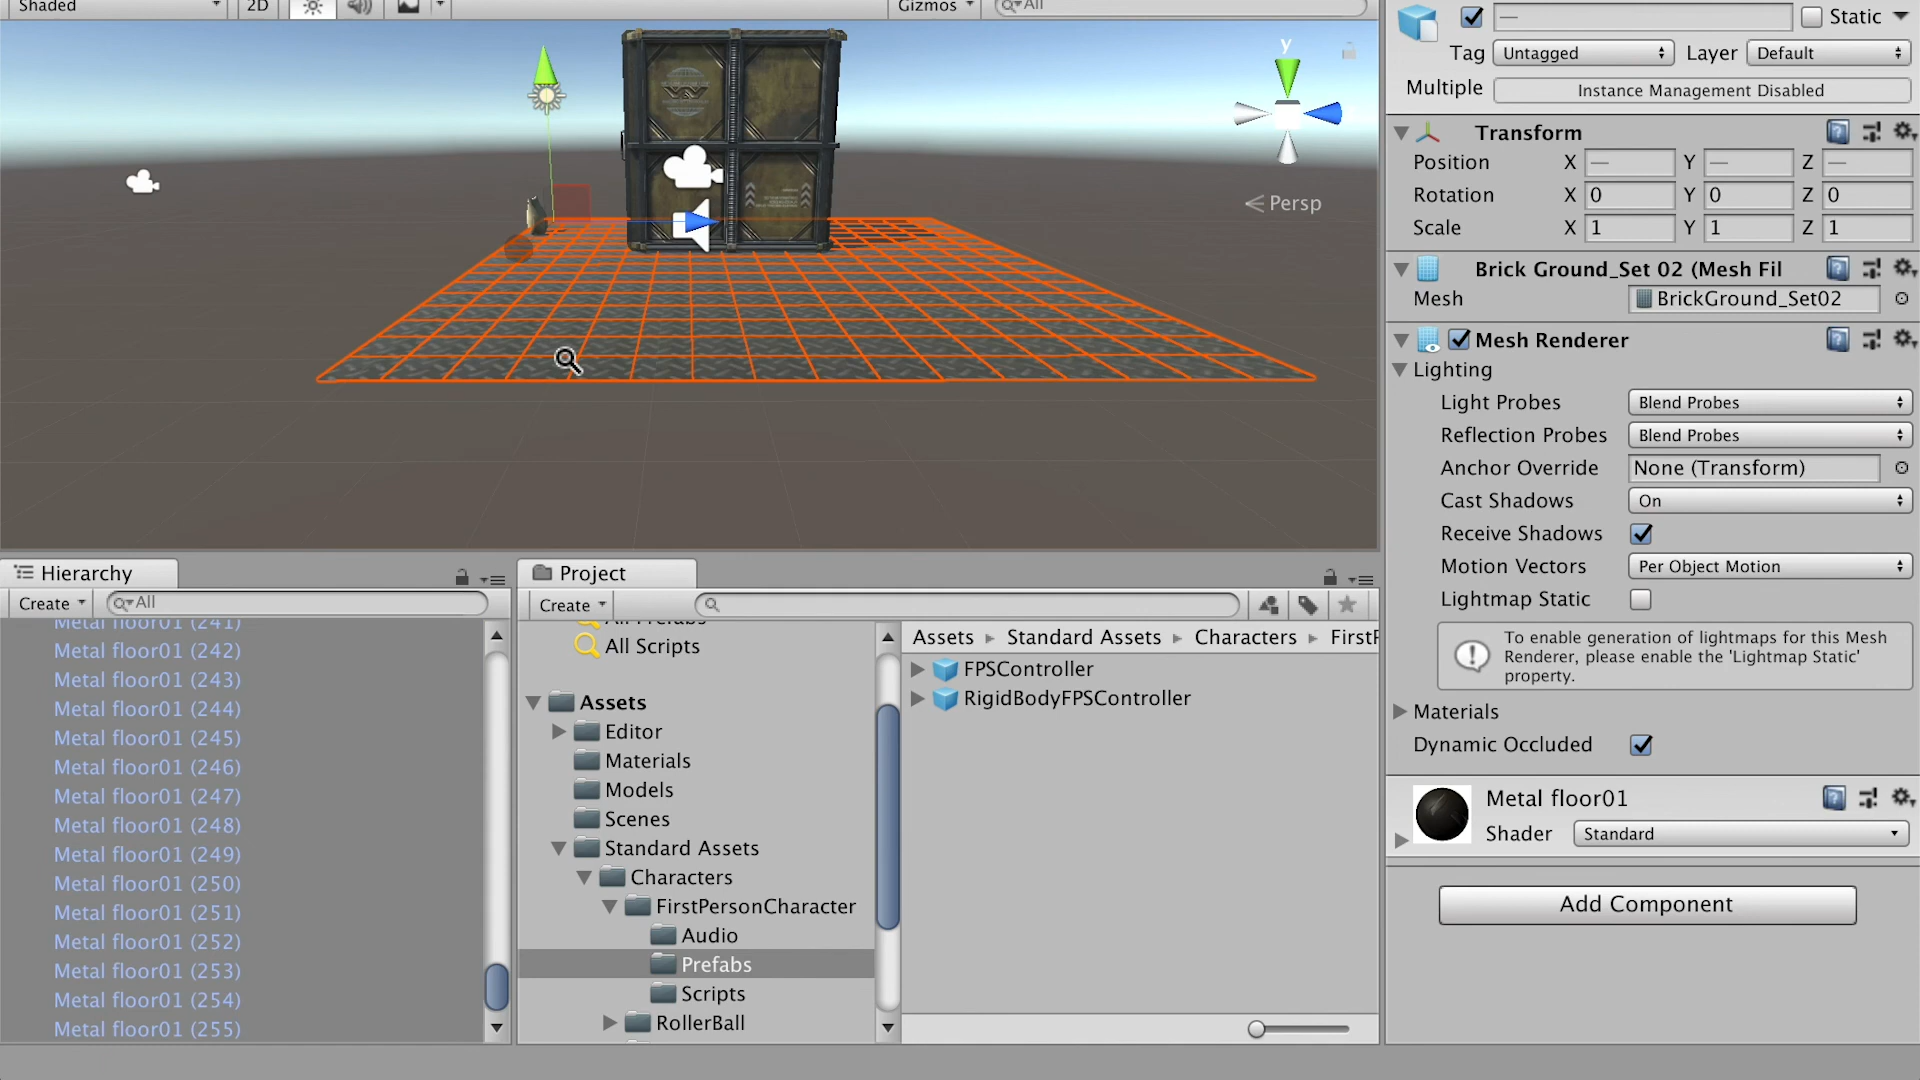 Shaded
2D
Gizmos
All
y
Persp
Static
Tag
Untagged
Layer
Default
Multiple
Instance Management Disabled
Transform
Position X — Y — Z —
Rotation X 0 Y 0 Z 0
Scale X 1 Y 1 Z 1
Brick Ground_Set 02 (Mesh Fil
Mesh
BrickGround_Set02
Mesh Renderer
Lighting
Light Probes
Blend Probes
Reflection Probes
Blend Probes
Anchor Override
None (Transform)
Cast Shadows
On
Receive Shadows
Motion Vectors
Per Object Motion
Lightmap Static
To enable generation of lightmaps for this Mesh
Renderer, please enable the 'Lightmap Static'
property.
Materials
Dynamic Occluded
Metal floor01
Shader
Standard
Add Component
Hierarchy
Create
All
Metal floor01 (241)
Metal floor01 (242)
Metal floor01 (243)
Metal floor01 (244)
Metal floor01 (245)
Metal floor01 (246)
Metal floor01 (247)
Metal floor01 (248)
Metal floor01 (249)
Metal floor01 (250)
Metal floor01 (251)
Metal floor01 (252)
Metal floor01 (253)
Metal floor01 (254)
Metal floor01 (255)
Project
Create
All Prefabs
All Scripts
Assets
Editor
Materials
Models
Scenes
Standard Assets
Characters
FirstPersonCharacter
Audio
Prefabs
Scripts
RollerBall
Assets
Standard Assets
Characters
FirstF
FPSController
RigidBodyFPSController